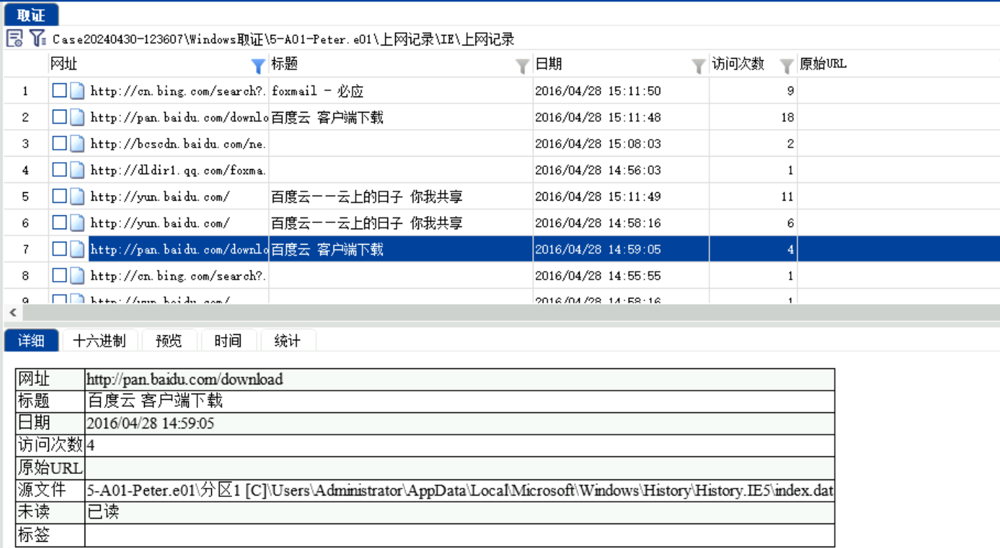 取证
Case20240430-123607\Windows取证\5-A01-Peter.e01\上网记录\IE\上网记录
网址 标题 日期 访问次数 原始URL
1 http://cn.bing.com/search?. foxmail - 必应 2016/04/28 15:11:50 9
2 http://pan.baidu.com/downlo 百度云 客户端下载 2016/04/28 15:11:48 18
3 http://bcscdn.baidu.com/ne. 2016/04/28 15:08:03 2
4 http://dldir1.qq.com/foxma. 2016/04/28 14:56:03 1
5 http://yun.baidu.com/ 百度云——云上的日子 你我共享 2016/04/28 15:11:49 11
6 http://yun.baidu.com/ 百度云——云上的日子 你我共享 2016/04/28 14:58:16 6
7 http://pan.baidu.com/downlo 百度云 客户端下载 2016/04/28 14:59:05 4
8 http://cn.bing.com/search?. 2016/04/28 14:55:55 1
9 http://yun.baidu.com/ 2016/04/28 14:58:16 1
详细 十六进制 预览 时间 统计
网址 http://pan.baidu.com/download
标题 百度云 客户端下载
日期 2016/04/28 14:59:05
访问次数 4
原始URL
源文件 5-A01-Peter.e01\分区1 [C]\Users\Administrator\AppData\Local\Microsoft\Windows\History\History.IE5\index.dat
未读 已读
标签